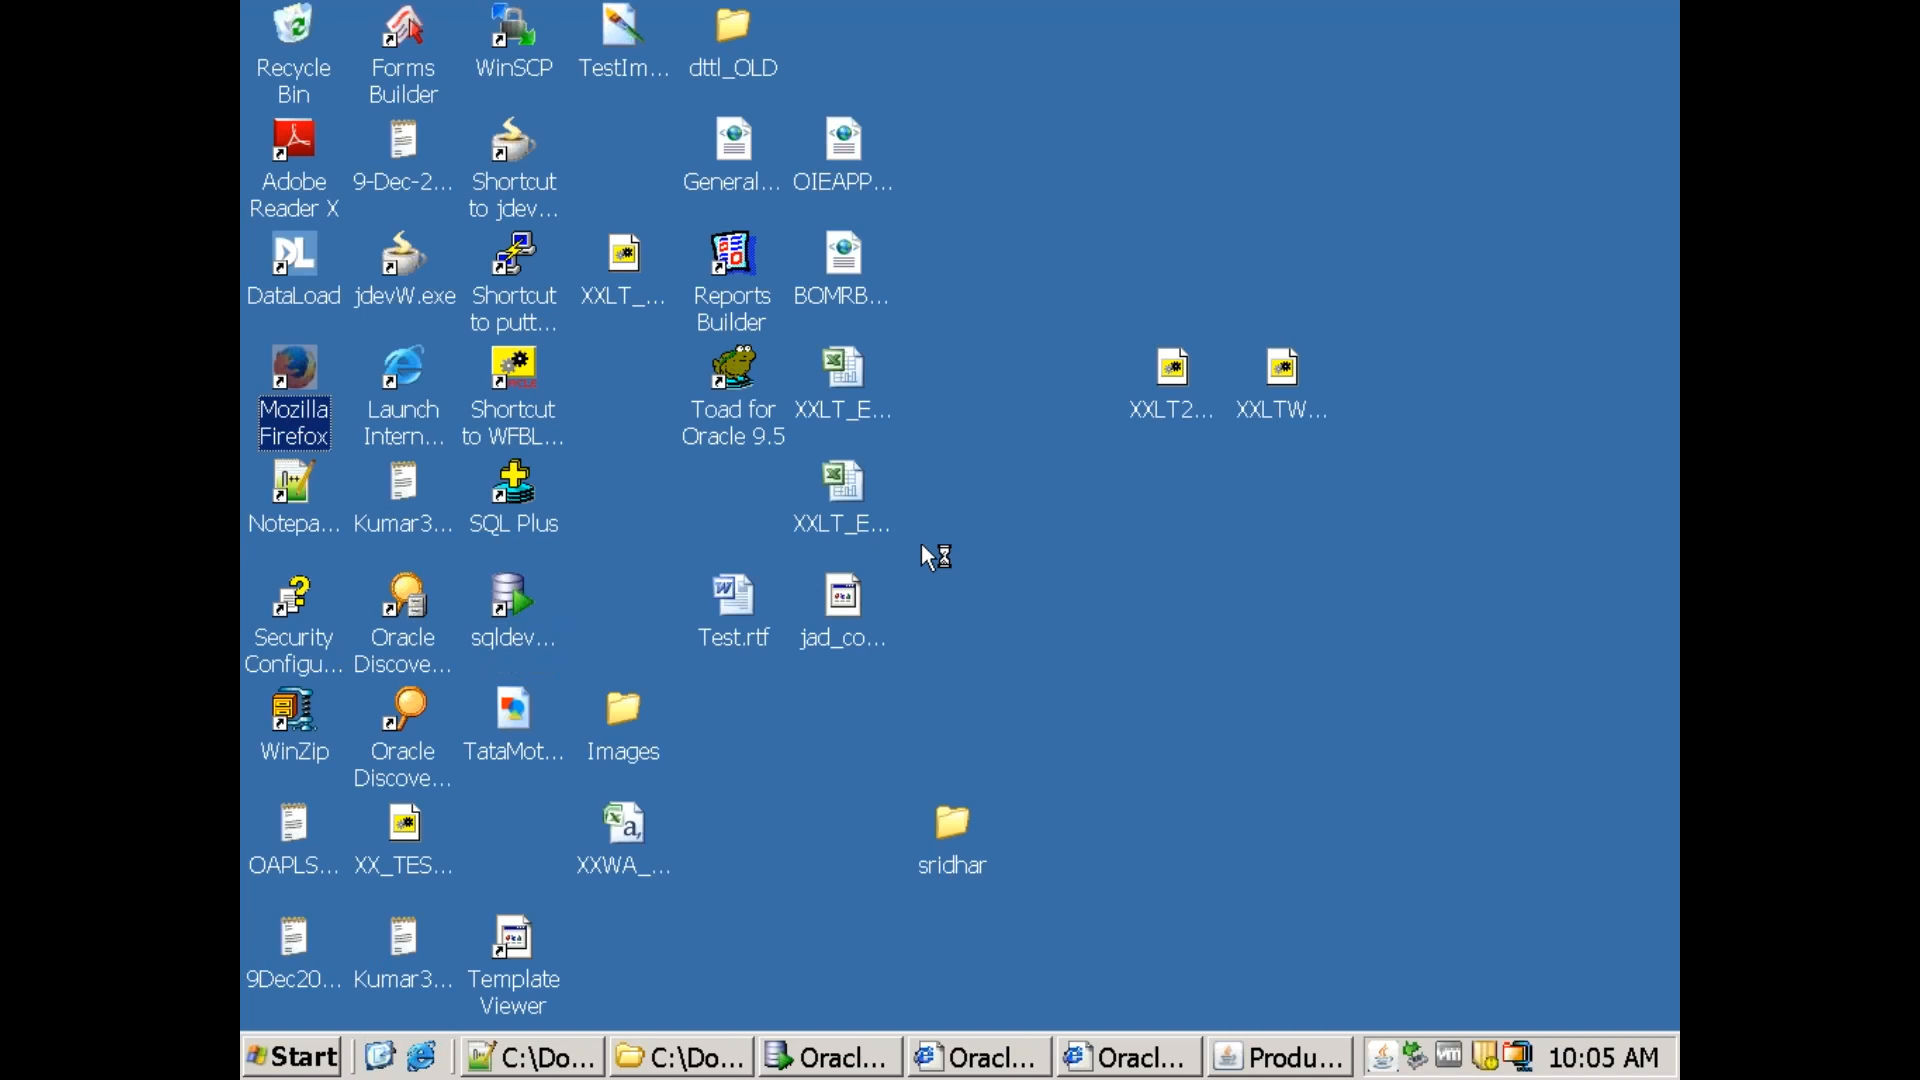 Recycle Bin
Forms Builder
WinSCP
TestIm...
dttl_OLD
Adobe Reader X
9-Dec-2...
Shortcut to jdev...
General...
OIEAPP...
DataLoad
jdevW.exe
Shortcut to putt...
XXLT_...
Reports Builder
BOMRB...
Mozilla Firefox
Launch Intern...
Shortcut to WFBL...
Toad for Oracle 9.5
XXLT_E...
XXLT2...
XXLTW...
Notepa...
Kumar3...
SQL Plus
XXLT_E...
Security Configu...
Oracle Discove...
sqldev...
Test.rtf
jad_co...
WinZip
Oracle Discove...
TataMot...
Images
OAPLS...
XX_TES...
XXWA_...
sridhar
9Dec20...
Kumar3...
Template Viewer
Start C:\Do... C:\Do... Oracl... Oracl... Oracl... Produ... 10:05 AM